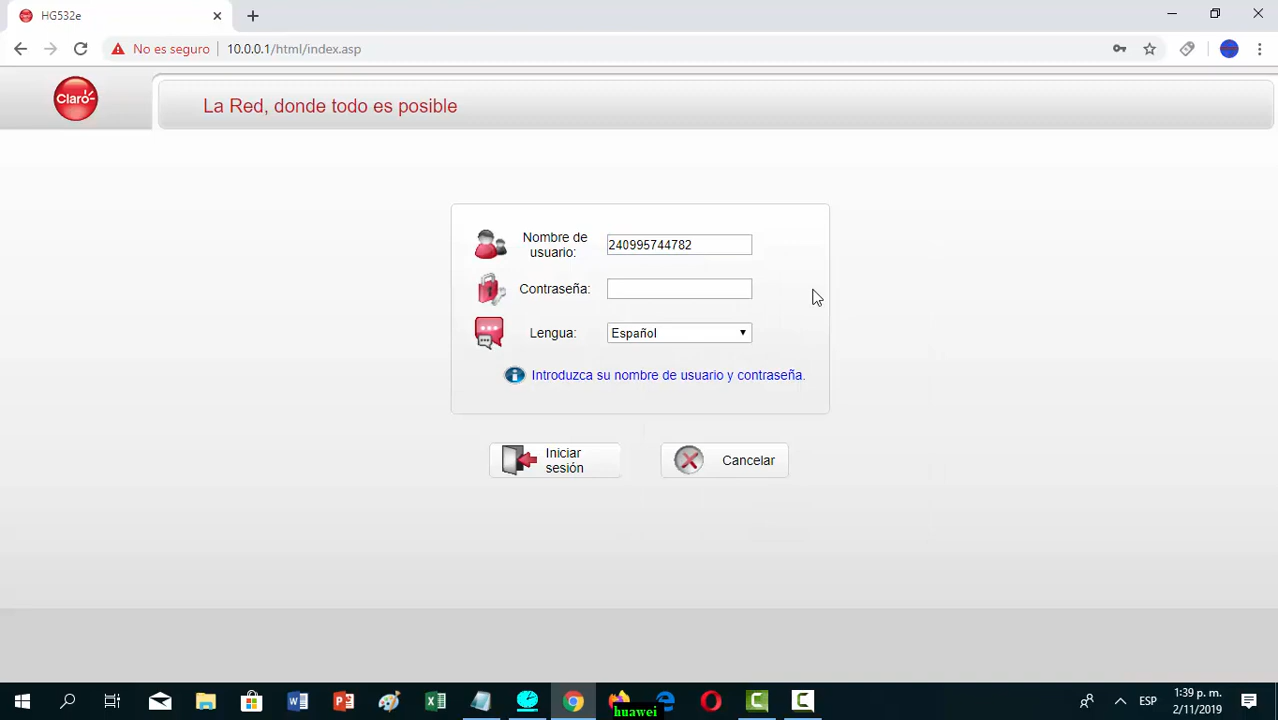 HG532e
No es seguro
10.0.0.1/html/index.asp
Claro
La Red, donde todo es posible
Nombre de
usuario:
240995744782
Contraseña:
Lengua:
Español
Introduzca su nombre de usuario y contraseña.
Iniciar
sesión
Cancelar
huawei
ESP
1:39 p. m.
2/11/2019